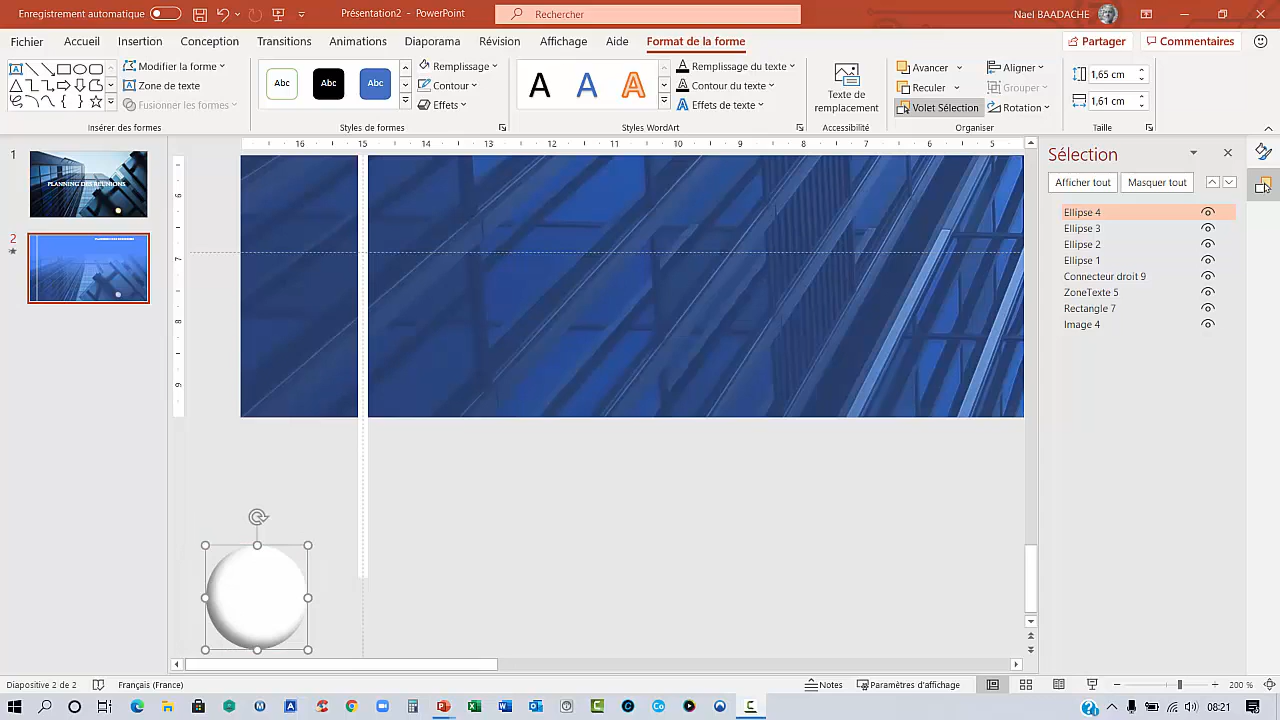 Enregistrement automatique
Présentation2 - PowerPoint
Rechercher
Nael BAADACHE
Fichier Accueil Insertion Conception Transitions Animations Diaporama Révision Affichage Aide Format de la forme
Partager Commentaires
Modifier la forme
Zone de texte
Fusionner les formes
Insérer des formes
Abc Abc Abc
Remplissage
Contour
Effets
Styles de formes
A A A
Remplissage du texte
Contour du texte
Effets de texte
Styles WordArt
Texte de
remplacement
Accessibilité
Avancer
Reculer
Volet Sélection
Aligner
Grouper
Rotation
Organiser
1,65 cm
1,61 cm
Taille
16 15 14 13 12 11 10 9 8 7 6 5
6
7
8
9
1
PLANNING DES RÉUNIONS
2
Sélection
Afficher tout Masquer tout
Ellipse 4
Ellipse 3
Ellipse 2
Ellipse 1
Connecteur droit 9
ZoneTexte 5
Rectangle 7
Image 4
Diapositive 2 de 2
Français (France)
Notes
Paramètres d'affichage
200 %
08:21